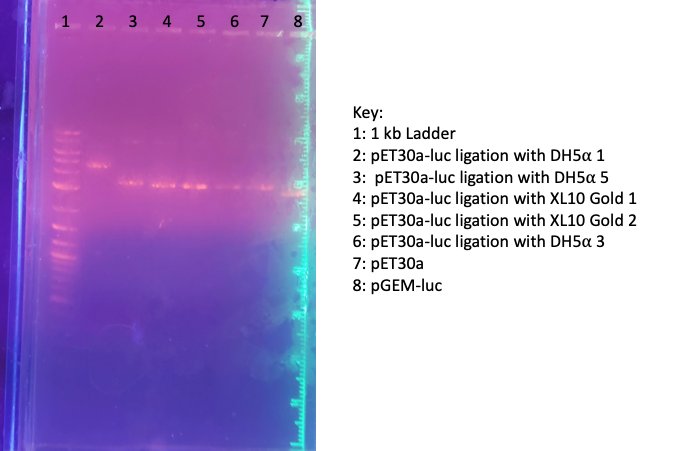 1 2 3 4 5 6 7 8
Key:
1: 1 kb Ladder
2: pET30a-luc ligation with DH5α 1
3:  pET30a-luc ligation with DH5α 5
4: pET30a-luc ligation with XL10 Gold 1
5: pET30a-luc ligation with XL10 Gold 2
6: pET30a-luc ligation with DH5α 3
7: pET30a
8: pGEM-luc